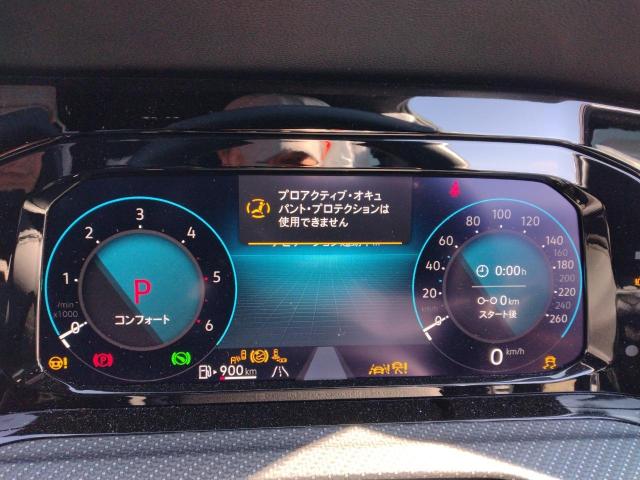 プロアクティブ・オキュ
パント・プロテクションは
使用できません
0 1 2 3 4 5 6
/min
x1000
P
コンフォート
0 20 40 60 80 100 120 140 160 180 200 220 260
0:00h
0 km
スタート後
0 km/h
(P)
900 km